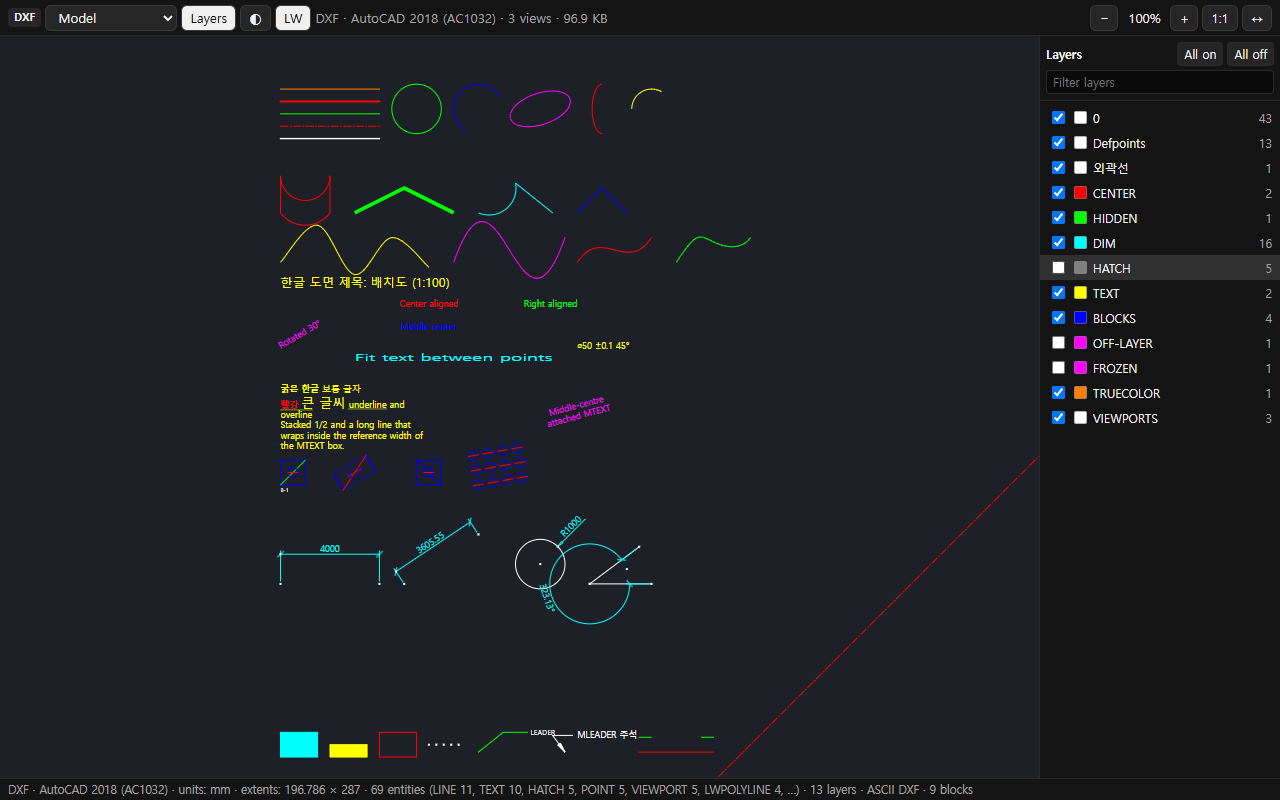 DXF Model Layers ◐ LW DXF · AutoCAD 2018 (AC1032) · 3 views · 96.9 KB − 100% + 1:1 ↔
Layers All on All off
Filter layers
0 43
Defpoints 13
외곽선 1
CENTER 2
HIDDEN 1
DIM 16
HATCH 5
TEXT 2
BLOCKS 4
OFF-LAYER 1
FROZEN 1
TRUECOLOR 1
VIEWPORTS 3
한글 도면 제목: 배치도 (1:100)
Center aligned Right aligned
Rotated 30° Middle center
ø50 ±0.1 45°
Fit text between points
굵은 한글 보통 글자
빨강 큰 글씨 underline and
overline
Stacked 1/2 and a long line that
wraps inside the reference width of
the MTEXT box.
Middle-centre
attached MTEXT
4000
3605.55
R1000
323.13°
LEADER
MLEADER 주석
DXF · AutoCAD 2018 (AC1032) · units: mm · extents: 196.786 × 287 · 69 entities (LINE 11, TEXT 10, HATCH 5, POINT 5, VIEWPORT 5, LWPOLYLINE 4, …) · 13 layers · ASCII DXF · 9 blocks